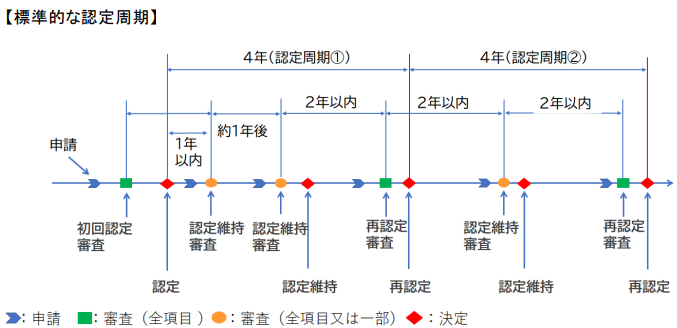 【標準的な認定周期】
4年(認定周期①)
4年(認定周期②)
2年以内
2年以内
2年以内
約1年後
1年
以内
申請
初回認定
審査
認定維持
審査
認定維持
審査
再認定
審査
認定維持
審査
再認定
審査
認定
認定維持
再認定
認定維持
再認定
：申請
：審査（全項目）
：審査（全項目又は一部）
：決定